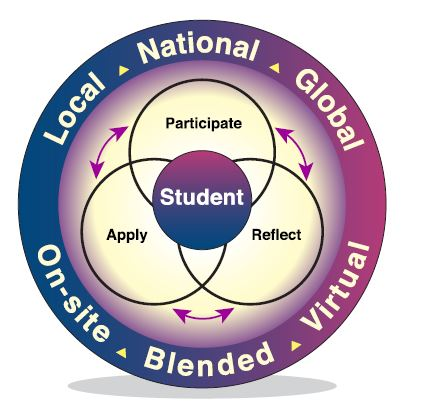 Local National Global
Participate
Student
Apply
Reflect
On-site Blended Virtual